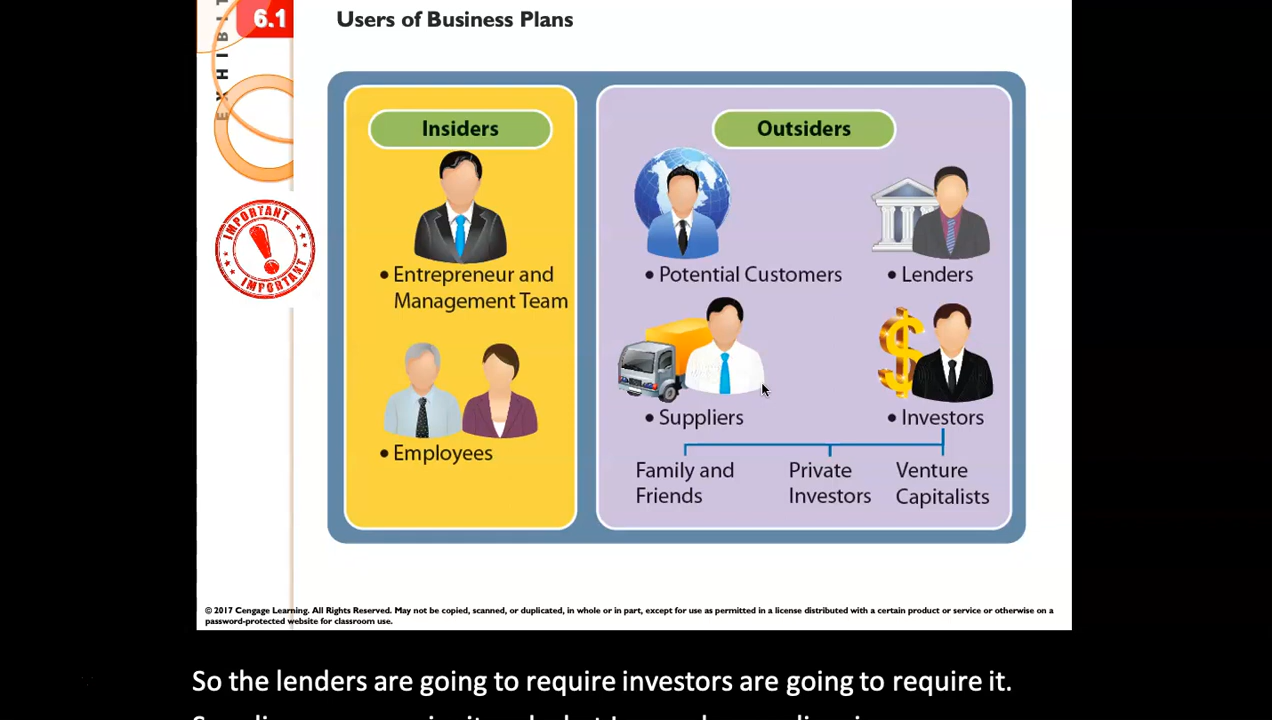 EXHIBIT
6.1
Users of Business Plans
IMPORTANT
IMPORTANT
Insiders
• Entrepreneur and
Management Team
• Employees
Outsiders
• Potential Customers
• Lenders
• Suppliers
• Investors
Family and
Friends
Private
Investors
Venture
Capitalists
© 2017 Cengage Learning. All Rights Reserved. May not be copied, scanned, or duplicated, in whole or in part, except for use as permitted in a license distributed with a certain product or service or otherwise on a
password-protected website for classroom use.
So the lenders are going to require investors are going to require it.